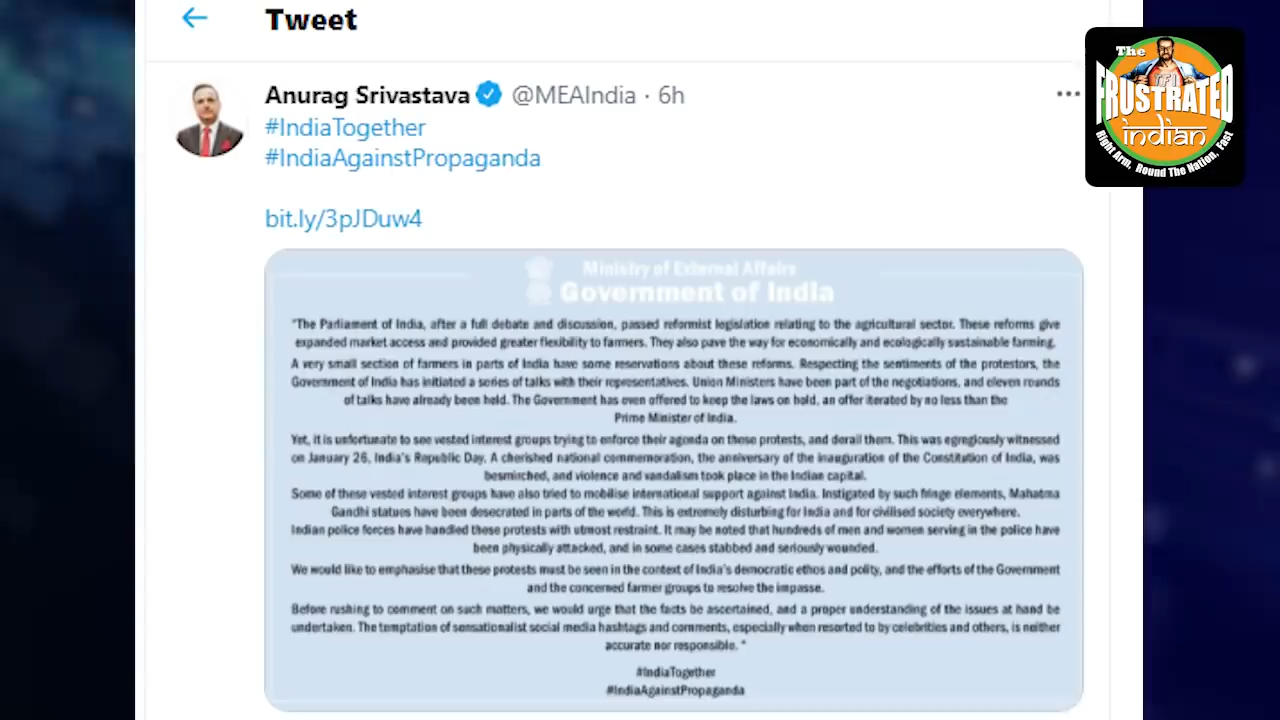 Tweet
The
FRUSTRATED
indian
Right Arm, Round The Nation, Fast
Anurag Srivastava @MEAIndia · 6h
#IndiaTogether
#IndiaAgainstPropaganda
bit.ly/3pJDuw4
Ministry of External Affairs
Government of India
"The Parliament of India, after a full debate and discussion, passed reformist legislation relating to the agricultural sector. These reforms give
expanded market access and provided greater flexibility to farmers. They also pave the way for economically and ecologically sustainable farming.
A very small section of farmers in parts of India have some reservations about these reforms. Respecting the sentiments of the protestors, the
Government of India has initiated a series of talks with their representatives. Union Ministers have been part of the negotiations, and eleven rounds
of talks have already been held. The Government has even offered to keep the laws on hold, an offer iterated by no less than the
Prime Minister of India.
Yet, it is unfortunate to see vested interest groups trying to enforce their agenda on these protests, and derail them. This was egregiously witnessed
on January 26, India's Republic Day. A cherished national commemoration, the anniversary of the inauguration of the Constitution of India, was
besmirched, and violence and vandalism took place in the Indian capital.
Some of these vested interest groups have also tried to mobilise international support against India. Instigated by such fringe elements, Mahatma
Gandhi statues have been desecrated in parts of the world. This is extremely disturbing for India and for civilised society everywhere.
Indian police forces have handled these protests with utmost restraint. It may be noted that hundreds of men and women serving in the police have
been physically attacked, and in some cases stabbed and seriously wounded.
We would like to emphasise that these protests must be seen in the context of India's democratic ethos and polity, and the efforts of the Government
and the concerned farmer groups to resolve the impasse.
Before rushing to comment on such matters, we would urge that the facts be ascertained, and a proper understanding of the issues at hand be
undertaken. The temptation of sensationalist social media hashtags and comments, especially when resorted to by celebrities and others, is neither
accurate nor responsible. "
#IndiaTogether
#IndiaAgainstPropaganda